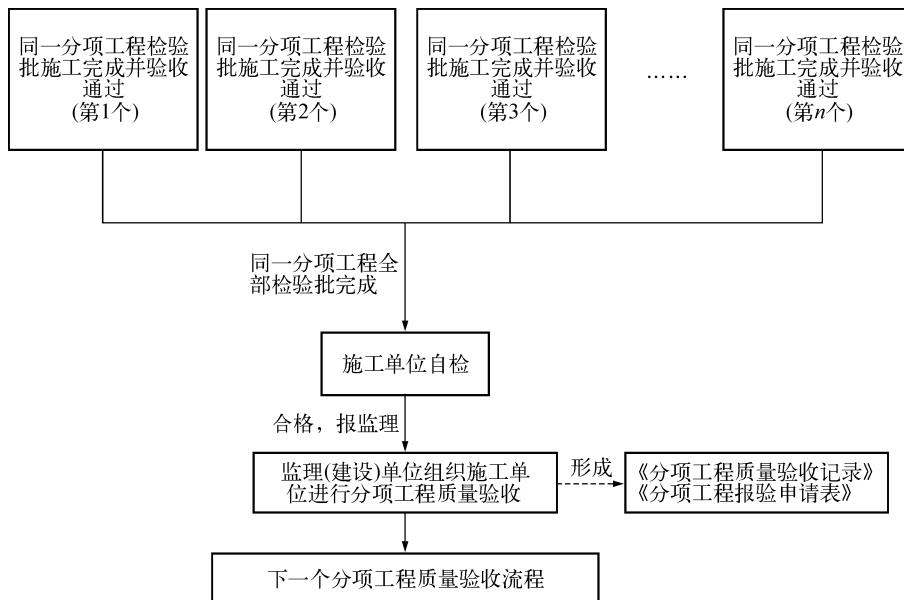 同一分项工程检验
批施工完成并验收
通过
(第1个)
同一分项工程检验
批施工完成并验收
通过
(第2个)
同一分项工程检验
批施工完成并验收
通过
(第3个)
……
同一分项工程检验
批施工完成并验收
通过
(第n个)
同一分项工程全
部检验批完成
施工单位自检
合格，报监理
监理(建设)单位组织施工单
位进行分项工程质量验收
形成
《分项工程质量验收记录》
《分项工程报验申请表》
下一个分项工程质量验收流程